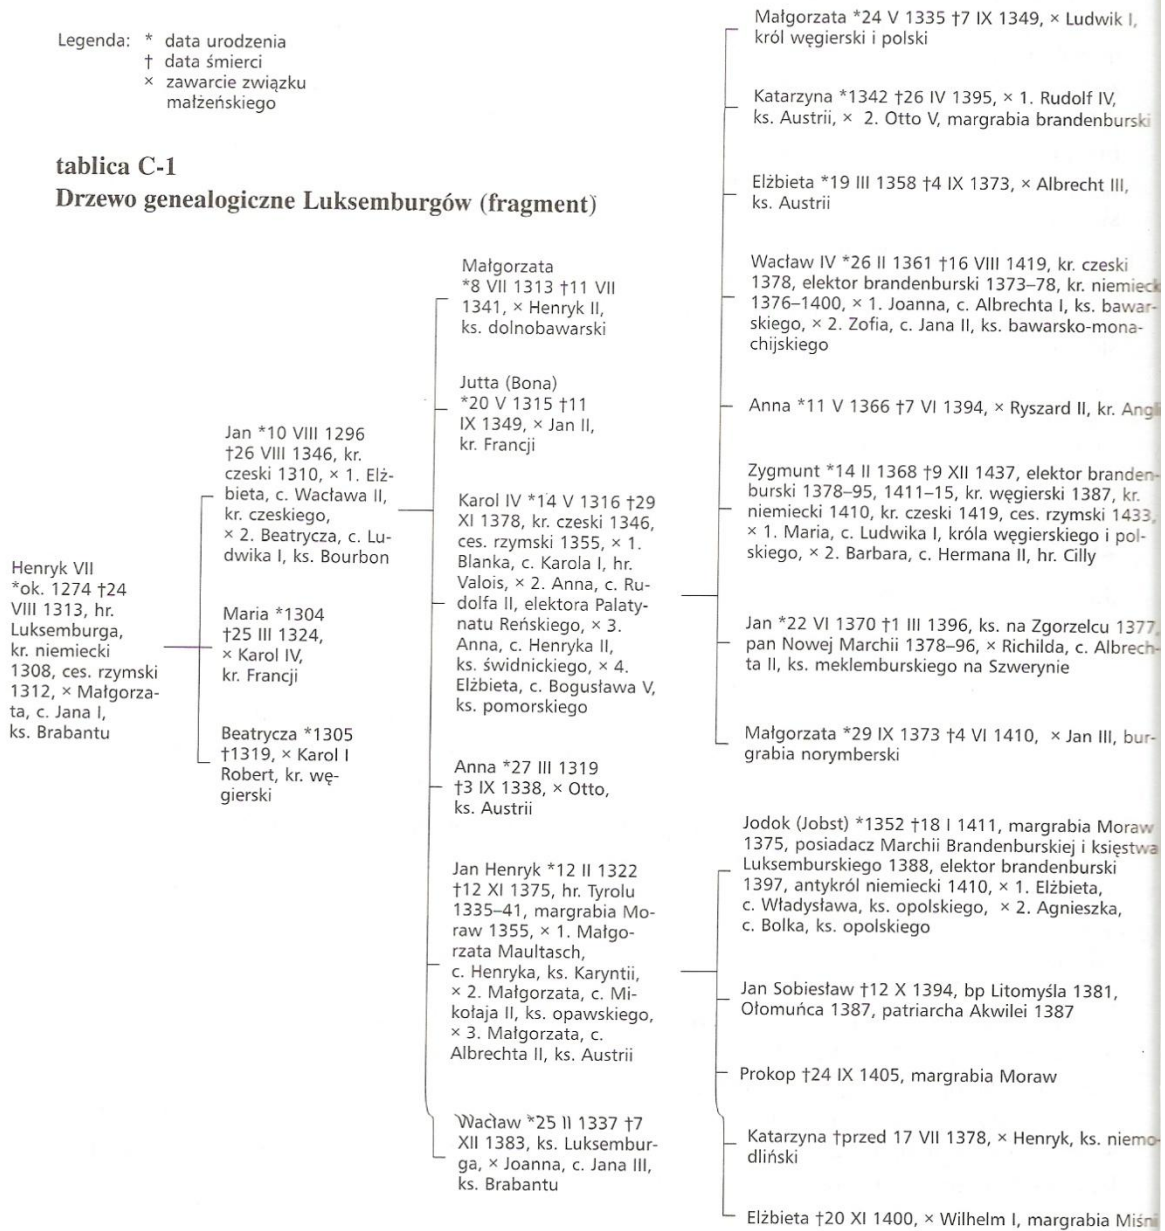 Legenda: * data urodzenia
† data śmierci
× zawarcie związku
małżeńskiego
tablica C-1
Drzewo genealogiczne Luksemburgów (fragment)
Henryk VII
*ok. 1274 †24
VIII 1313, hr.
Luksemburga,
kr. niemiecki
1308, ces. rzymski
1312, × Małgorza-
ta, c. Jana I,
ks. Brabantu
Jan *10 VIII 1296
†26 VIII 1346, kr.
czeski 1310, × 1. Elż-
bieta, c. Wacława II,
kr. czeskiego,
× 2. Beatrycza, c. Lu-
dwika I, ks. Bourbon
Maria *1304
†25 III 1324,
× Karol IV,
kr. Francji
Beatrycza *1305
†1319, × Karol I
Robert, kr. wę-
gierski
Małgorzata
*8 VII 1313 †11 VII
1341, × Henryk II,
ks. dolnobawarski
Jutta (Bona)
*20 V 1315 †11
IX 1349, × Jan II,
kr. Francji
Karol IV *14 V 1316 †29
XI 1378, kr. czeski 1346,
ces. rzymski 1355, × 1.
Blanka, c. Karola I, hr.
Valois, × 2. Anna, c. Ru-
dolfa II, elektora Palaty-
natu Reńskiego, × 3.
Anna, c. Henryka II,
ks. świdnickiego, × 4.
Elżbieta, c. Bogusława V,
ks. pomorskiego
Anna *27 III 1319
†3 IX 1338, × Otto,
ks. Austrii
Jan Henryk *12 II 1322
†12 XI 1375, hr. Tyrolu
1335–41, margrabia Mo-
raw 1355, × 1. Małgo-
rzata Maultasch,
c. Henryka, ks. Karyntii,
× 2. Małgorzata, c. Mi-
kołaja II, ks. opawskiego,
× 3. Małgorzata, c.
Albrechta II, ks. Austrii
Wacław *25 II 1337 †7
XII 1383, ks. Luksembur-
ga, × Joanna, c. Jana III,
ks. Brabantu
Małgorzata *24 V 1335 †7 IX 1349, × Ludwik I,
król węgierski i polski
Katarzyna *1342 †26 IV 1395, × 1. Rudolf IV,
ks. Austrii, × 2. Otto V, margrabia brandenburski
Elżbieta *19 III 1358 †4 IX 1373, × Albrecht III,
ks. Austrii
Wacław IV *26 II 1361 †16 VIII 1419, kr. czeski
1378, elektor brandenburski 1373–78, kr. niemieck
1376–1400, × 1. Joanna, c. Albrechta I, ks. bawar-
skiego, × 2. Zofia, c. Jana II, ks. bawarsko-mona-
chijskiego
Anna *11 V 1366 †7 VI 1394, × Ryszard II, kr. Angli
Zygmunt *14 II 1368 †9 XII 1437, elektor branden-
burski 1378–95, 1411–15, kr. węgierski 1387, kr.
niemiecki 1410, kr. czeski 1419, ces. rzymski 1433,
× 1. Maria, c. Ludwika I, króla węgierskiego i pol-
skiego, × 2. Barbara, c. Hermana II, hr. Cilly
Jan *22 VI 1370 †1 III 1396, ks. na Zgorzelcu 1377,
pan Nowej Marchii 1378–96, × Richilda, c. Albrech-
ta II, ks. meklemburskiego na Szwerynie
Małgorzata *29 IX 1373 †4 VI 1410, × Jan III, bur-
grabia norymberski
Jodok (Jobst) *1352 †18 I 1411, margrabia Moraw
1375, posiadacz Marchii Brandenburskiej i księstwa
Luksemburskiego 1388, elektor brandenburski
1397, antykról niemiecki 1410, × 1. Elżbieta,
c. Władysława, ks. opolskiego, × 2. Agnieszka,
c. Bolka, ks. opolskiego
Jan Sobiesław †12 X 1394, bp Litomyśla 1381,
Ołomuńca 1387, patriarcha Akwilei 1387
Prokop †24 IX 1405, margrabia Moraw
Katarzyna †przed 17 VII 1378, × Henryk, ks. niemo-
dliński
Elżbieta †20 XI 1400, × Wilhelm I, margrabia Miśni